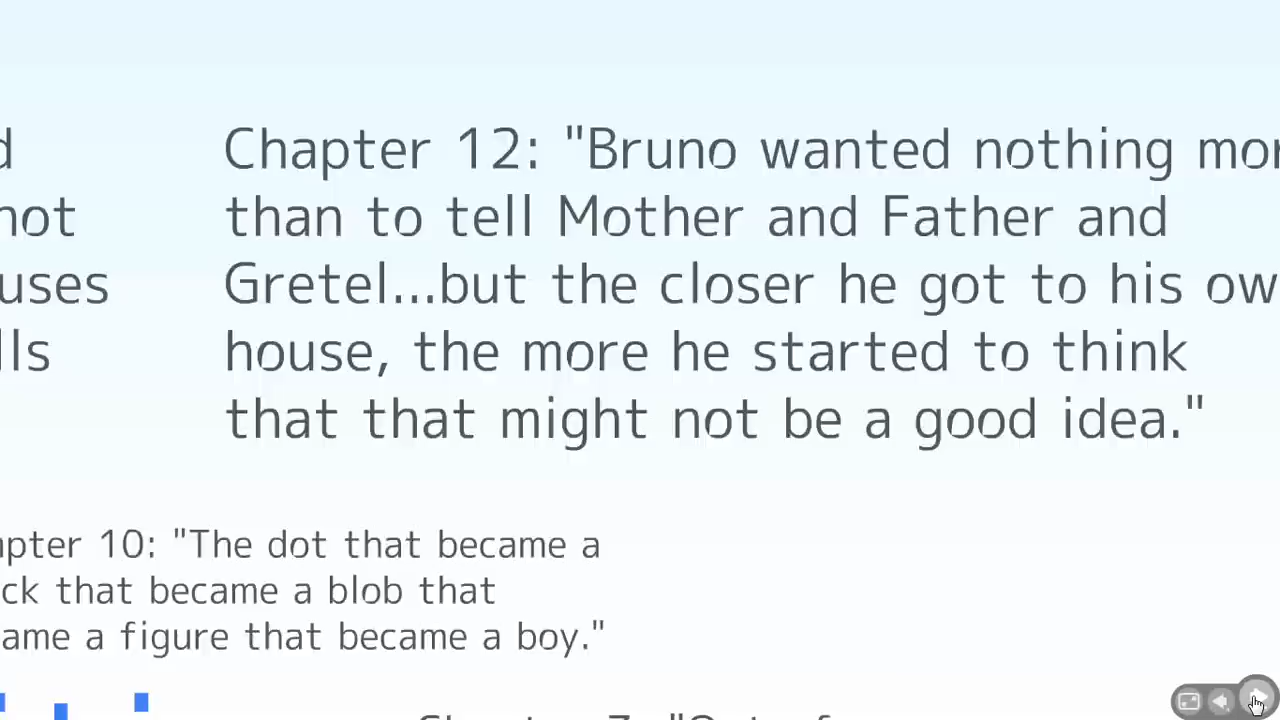 Chapter 12: "Bruno wanted nothing
than to tell Mother and Father and
Gretel...but the closer he got to his
house, the more he started to think
that that might not be a good idea."
not
10: "The dot that became a
that became a blob that
a figure that became a boy."